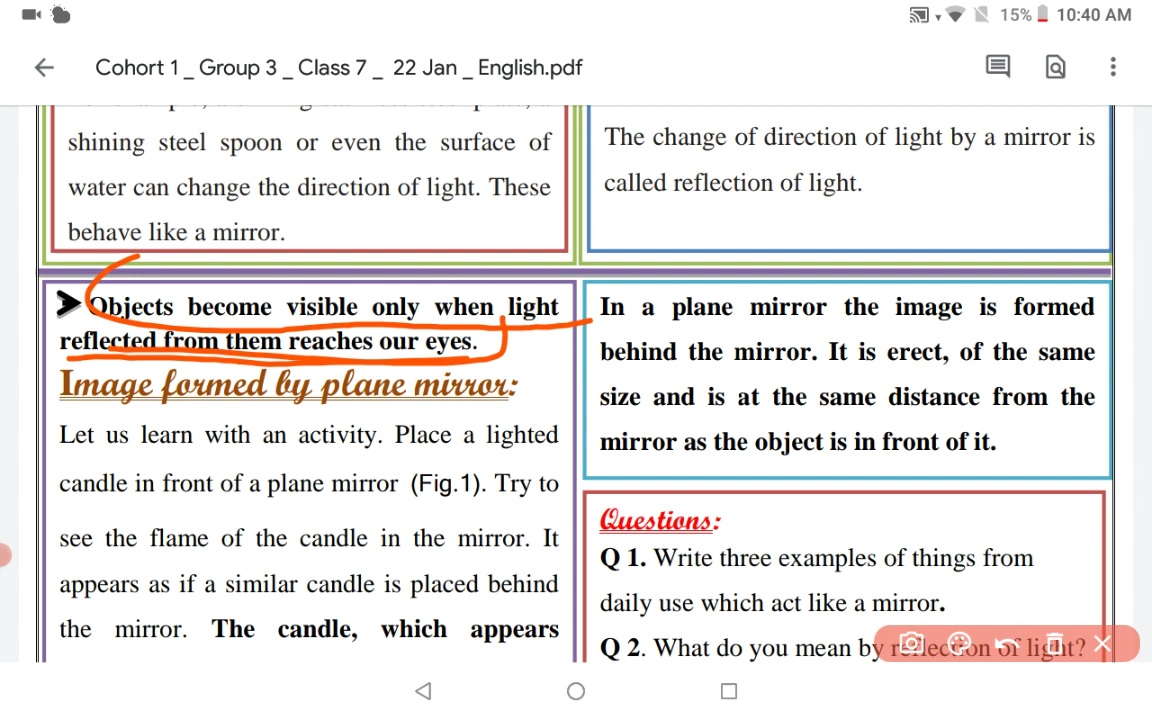 15% 10:40 AM
Cohort 1 _ Group 3 _ Class 7 _ 22 Jan _ English.pdf
shining steel spoon or even the surface of
water can change the direction of light. These
behave like a mirror.
The change of direction of light by a mirror is
called reflection of light.
➤ Objects become visible only when light
reflected from them reaches our eyes.
Image formed by plane mirror:
Let us learn with an activity. Place a lighted
candle in front of a plane mirror (Fig.1). Try to
see the flame of the candle in the mirror. It
appears as if a similar candle is placed behind
the mirror. The candle, which appears
In a plane mirror the image is formed
behind the mirror. It is erect, of the same
size and is at the same distance from the
mirror as the object is in front of it.
Questions:
Q 1. Write three examples of things from
daily use which act like a mirror.
Q 2. What do you mean by reflection of light?